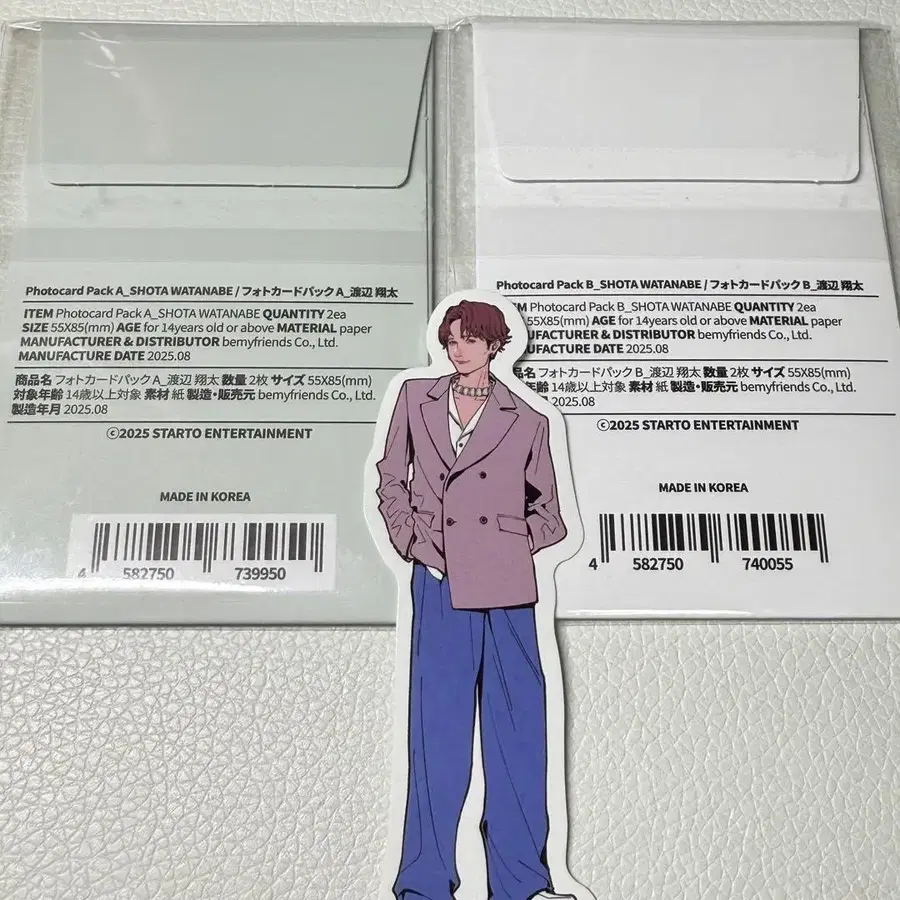 Photocard Pack A_SHOTA WATANABE / フォトカードパック A_渡辺 翔太
ITEM Photocard Pack A_SHOTA WATANABE QUANTITY 2ea
SIZE 55X85(mm) AGE for 14years old or above MATERIAL paper
MANUFACTURER & DISTRIBUTOR bemyfriends Co., Ltd.
MANUFACTURE DATE 2025.08
商品名 フォトカードパック A_渡辺 翔太 数量 2枚 サイズ 55X85(mm)
対象年齢 14歳以上対象 素材 紙 製造・販売元 bemyfriends Co., Ltd.
製造年月 2025.08
©2025 STARTO ENTERTAINMENT
MADE IN KOREA
4 582750 739950
Photocard Pack B_SHOTA WATANABE / フォトカードパック B_渡辺 翔太
Photocard Pack B_SHOTA WATANABE QUANTITY 2ea
55X85(mm) AGE for 14years old or above MATERIAL paper
& DISTRIBUTOR bemyfriends Co., Ltd.
DATE 2025.08
フォトカードパック B_渡辺 翔太 数量 2枚 サイズ 55X85(mm)
14歳以上対象 素材 紙 製造・販売元 bemyfriends Co., Ltd.
2025.08
©2025 STARTO ENTERTAINMENT
MADE IN KOREA
4 582750 740055